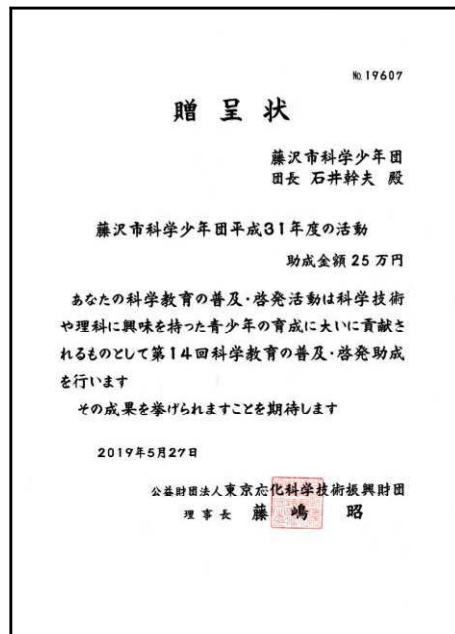 №19607
贈呈状
藤沢市科学少年団
団長 石井幹夫 殿
藤沢市科学少年団平成31年度の活動
助成金額 25 万円
あなたの科学教育の普及・啓発活動は科学技術
や理科に興味を持った青少年の育成に大いに貢献さ
れるものとして第14回科学教育の普及・啓発助成
を行います
その成果を挙げられますことを期待します
2019年5月27日
公益財団法人東京応化科学技術振興財団
理事長 藤嶋 昭